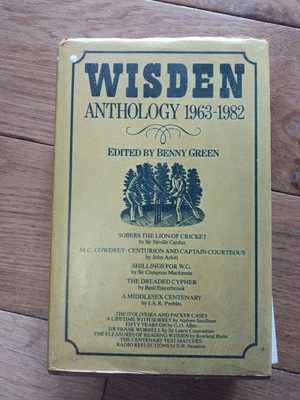 WISDEN
ANTHOLOGY 1963-1982
EDITED BY BENNY GREEN
SOBERS THE LION OF CRICKET
by Sir Neville Cardus
M.C. COWDREY: CENTURION AND CAPTAIN COURTEOUS
by John Arlott
SHILLINGS FOR W.G.
by Sir Compton Mackenzie
THE DREADED CYPHER
by Basil Easterbrook
A MIDDLESEX CENTENARY
by I.A.R. Peebles
THE D'OLIVEIRA AND PACKER CASES
A LIFETIME WITH SURREY by Andrew Sandham
FIFTY YEARS ON by G.O. Allen
SIR FRANK WORRELL by Sir Learie Constantine
THE PLEASURES OF READING WISDEN by Rowland Ryder
THE CENTENARY TEST MATCHES
RADIO REFLECTIONS by E.W. Swanton